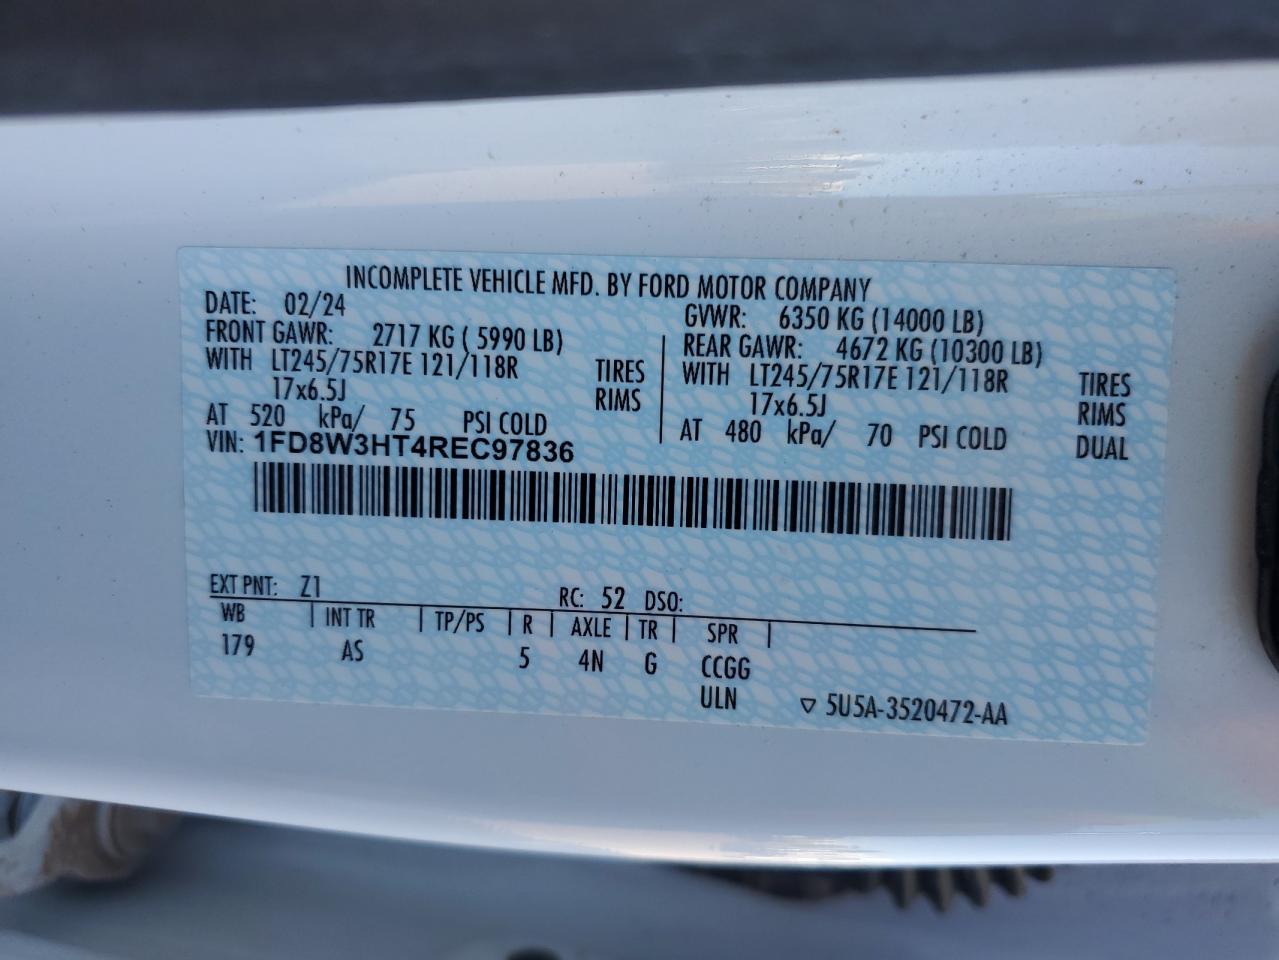 INCOMPLETE VEHICLE MFD. BY FORD MOTOR COMPANY
DATE: 02/24 GVWR: 6350 KG (14000 LB)
FRONT GAWR: 2717 KG ( 5990 LB) REAR GAWR: 4672 KG (10300 LB)
WITH LT245/75R17E 121/118R TIRES WITH LT245/75R17E 121/118R TIRES
17x6.5J RIMS 17x6.5J RIMS
AT 520 kPa/ 75 PSI COLD AT 480 kPa/ 70 PSI COLD DUAL
VIN: 1FD8W3HT4REC97836
EXT PNT: Z1 RC: 52 DSO:
WB | INT TR | TP/PS | R | AXLE | TR | SPR |
179 AS 5 4N G CCGG
ULN ▽ 5U5A-3520472-AA